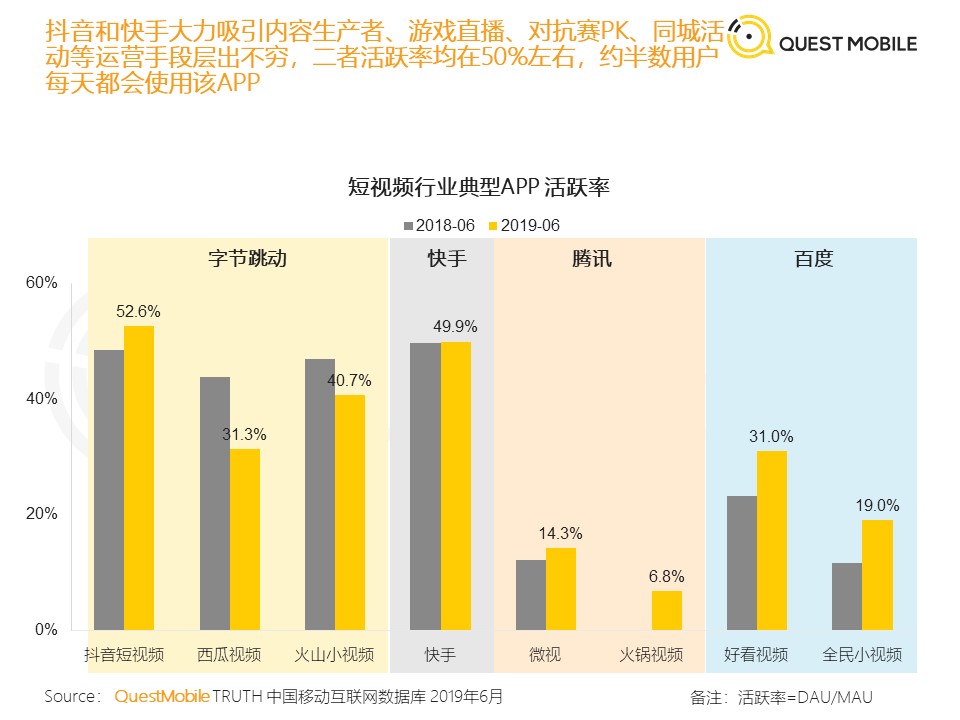 抖音和快手大力吸引内容生产者、游戏直播、对抗赛PK、同城活
动等运营手段层出不穷，二者活跃率均在50%左右，约半数用户
每天都会使用该APP
QUEST MOBILE
短视频行业典型APP 活跃率
2018-06 2019-06
字节跳动 快手 腾讯 百度
60%
52.6%
49.9%
40.7%
40%
31.3%
31.0%
20%
19.0%
14.3%
6.8%
0%
抖音短视频 西瓜视频 火山小视频 快手 微视 火锅视频 好看视频 全民小视频
Source：QuestMobile TRUTH 中国移动互联网数据库 2019年6月
备注：活跃率=DAU/MAU